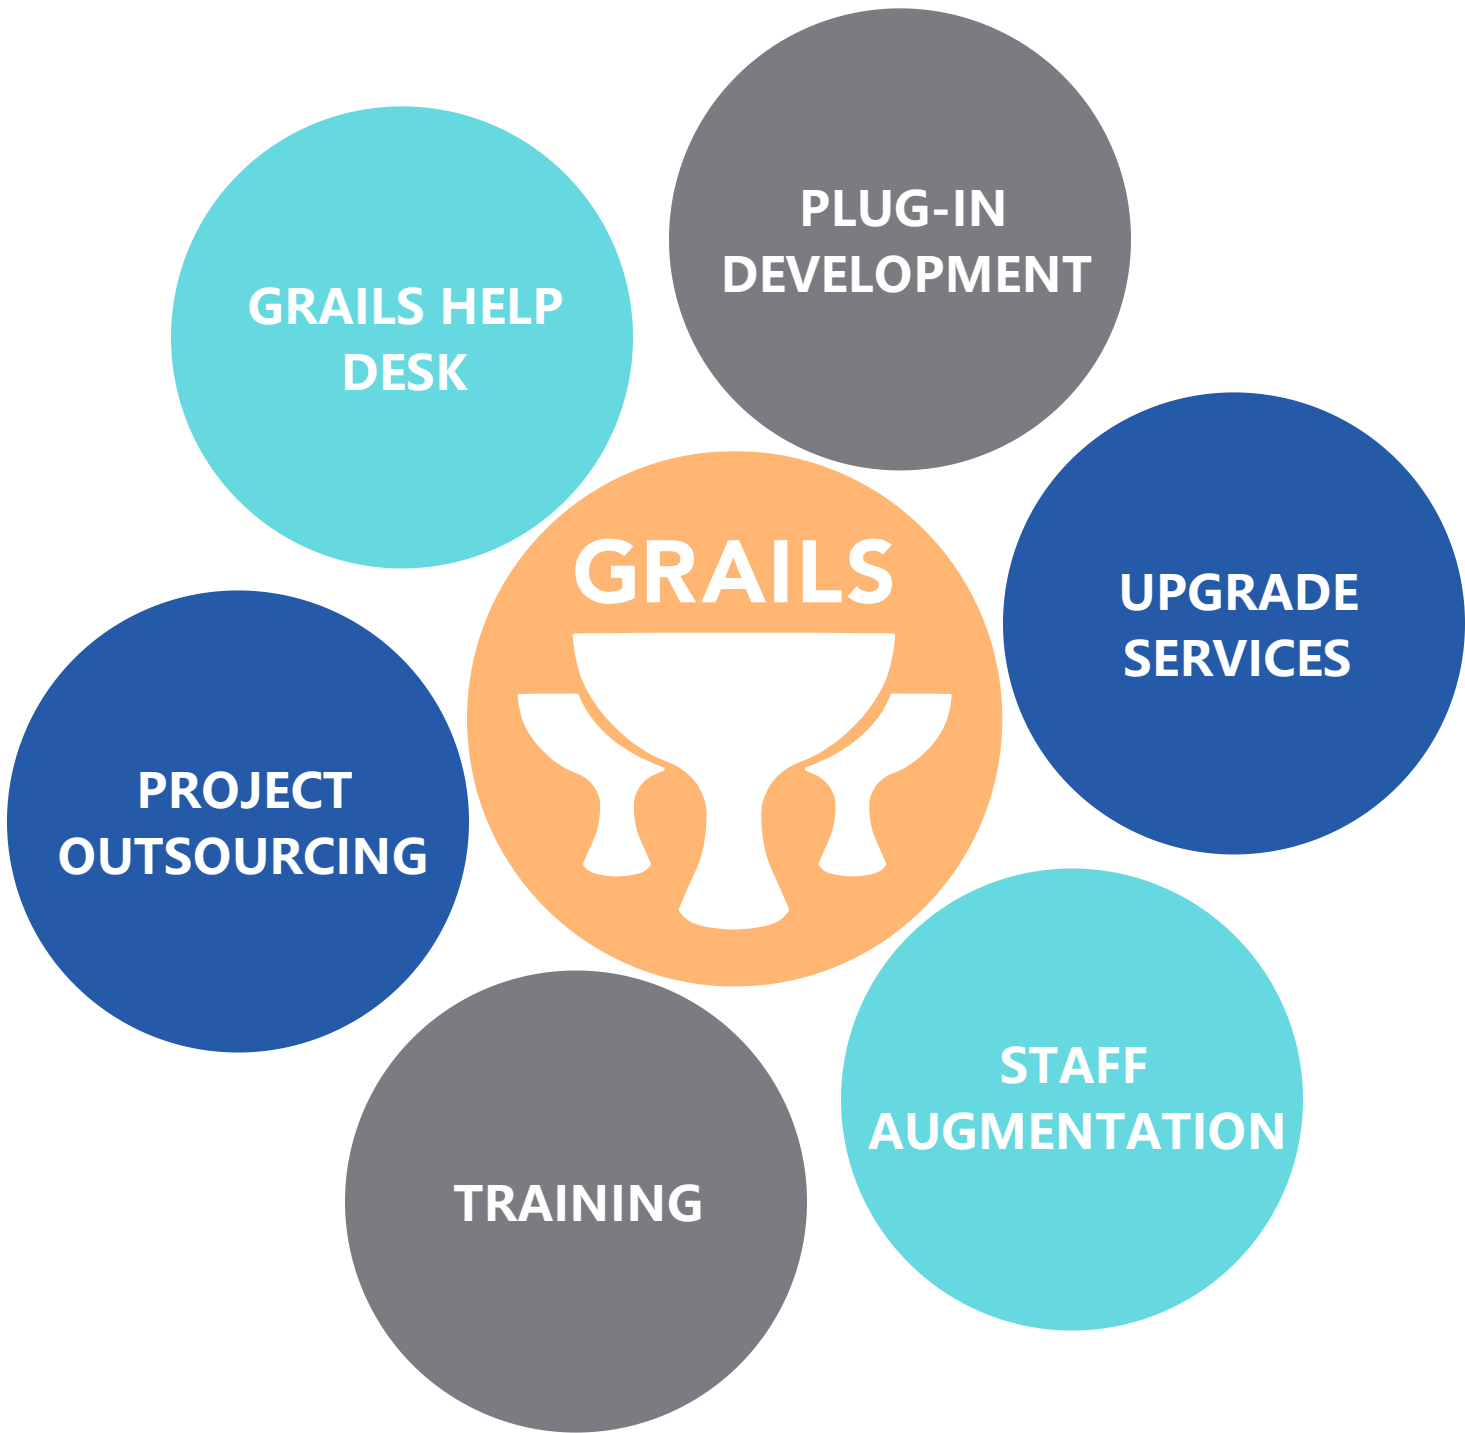 PLUG-IN
DEVELOPMENT
GRAILS HELP
DESK
GRAILS
UPGRADE
SERVICES
PROJECT
OUTSOURCING
STAFF
AUGMENTATION
TRAINING